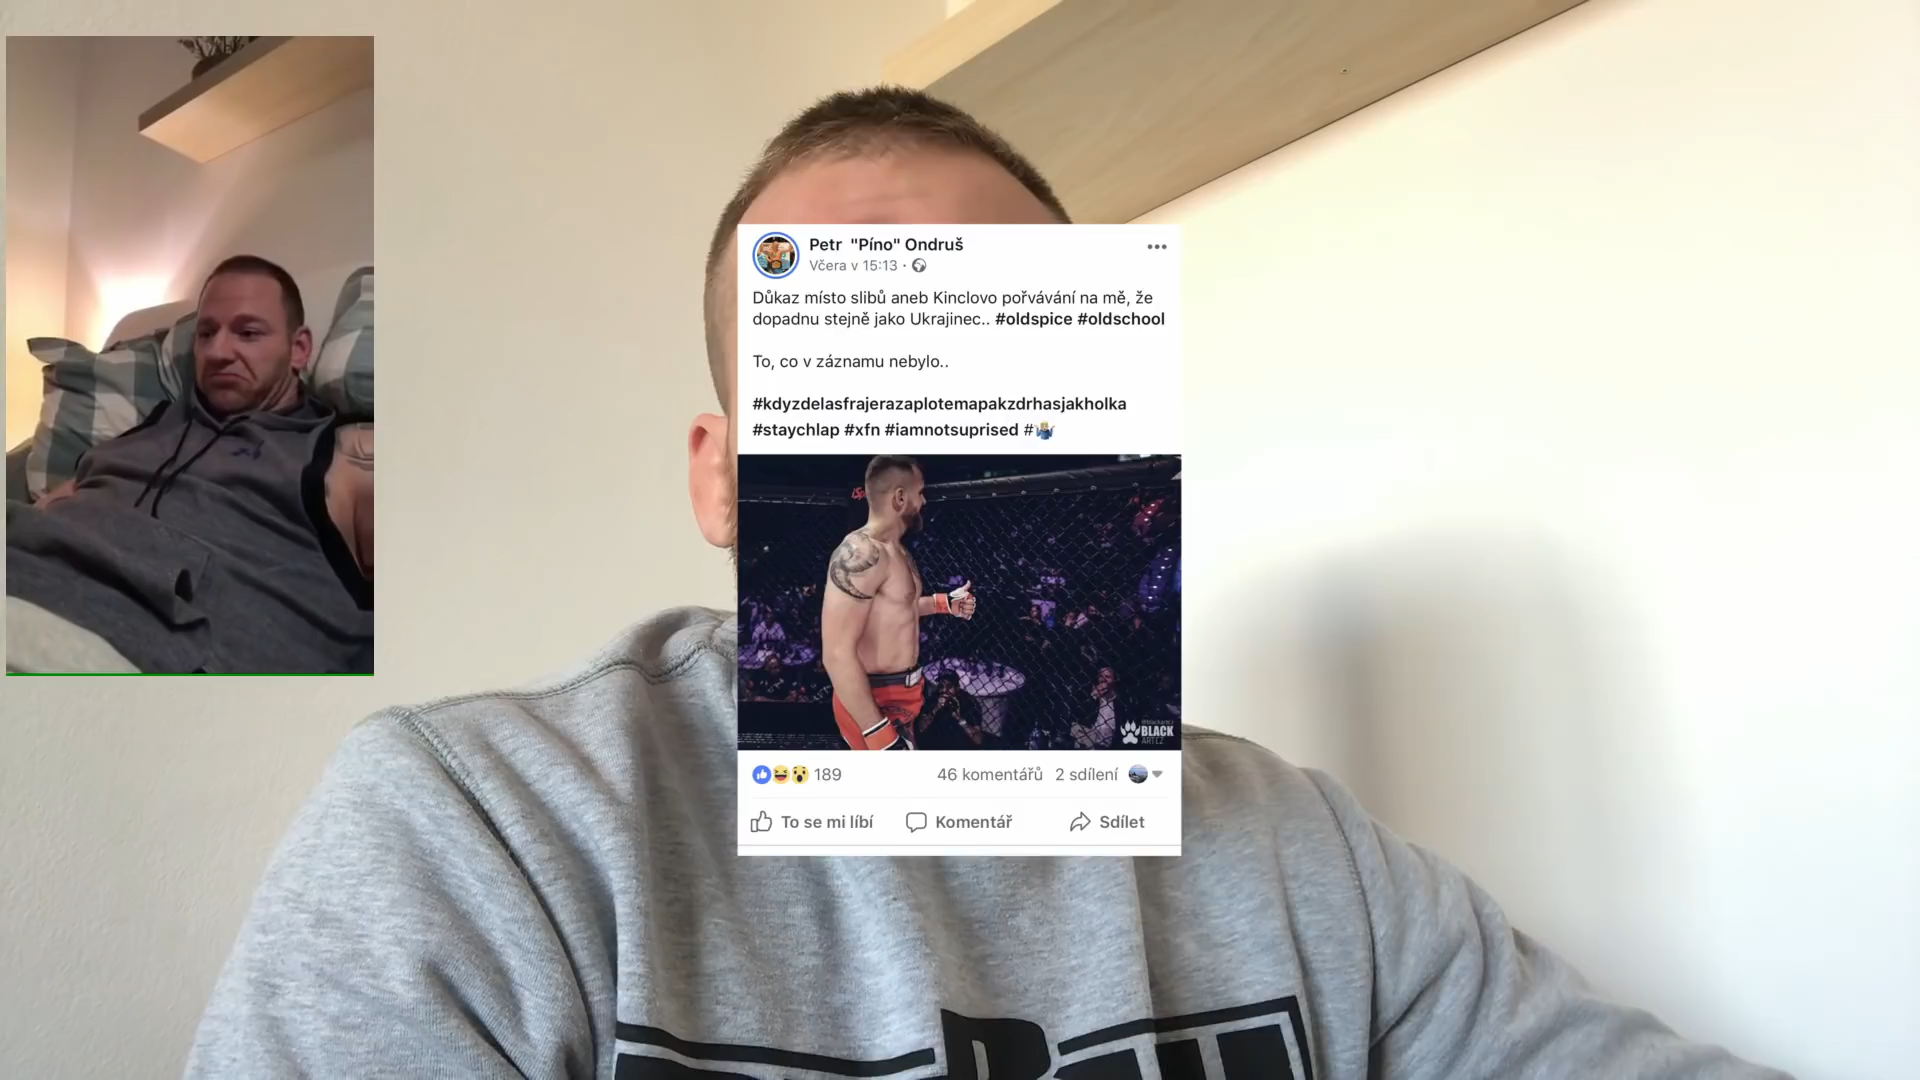 Petr "Píno" Ondruš
Včera v 15:13 ·
Důkaz místo slibů aneb Kinclovo pořvávání na mě, že
dopadnu stejně jako Ukrajinec.. #oldspice #oldschool
To, co v záznamu nebylo..
#kdyzdelasfrajerazaplotemapakzdrhasjakholka
#staychlap #xfn #iamnotsuprised #🤷🏼‍♂️
BLACK
189
46 komentářů 2 sdílení
To se mi líbí
Komentář
Sdílet